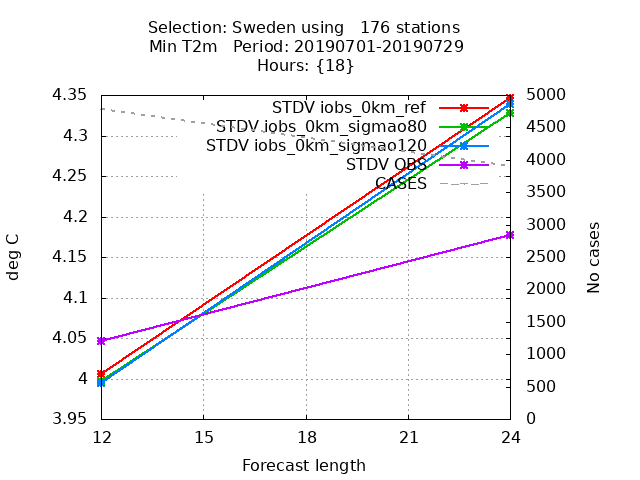 Selection: Sweden using   176 stations
Min T2m   Period: 20190701-20190729
Hours: {18}
4.35
4.3
4.25
4.2
4.15
4.1
4.05
4
3.95
deg C
STDV iobs_0km_ref
STDV iobs_0km_sigmao80
STDV iobs_0km_sigmao120
STDV OBS
CASES
5000
4500
4000
3500
3000
2500
2000
1500
1000
500
0
No cases
12 15 18 21 24
Forecast length